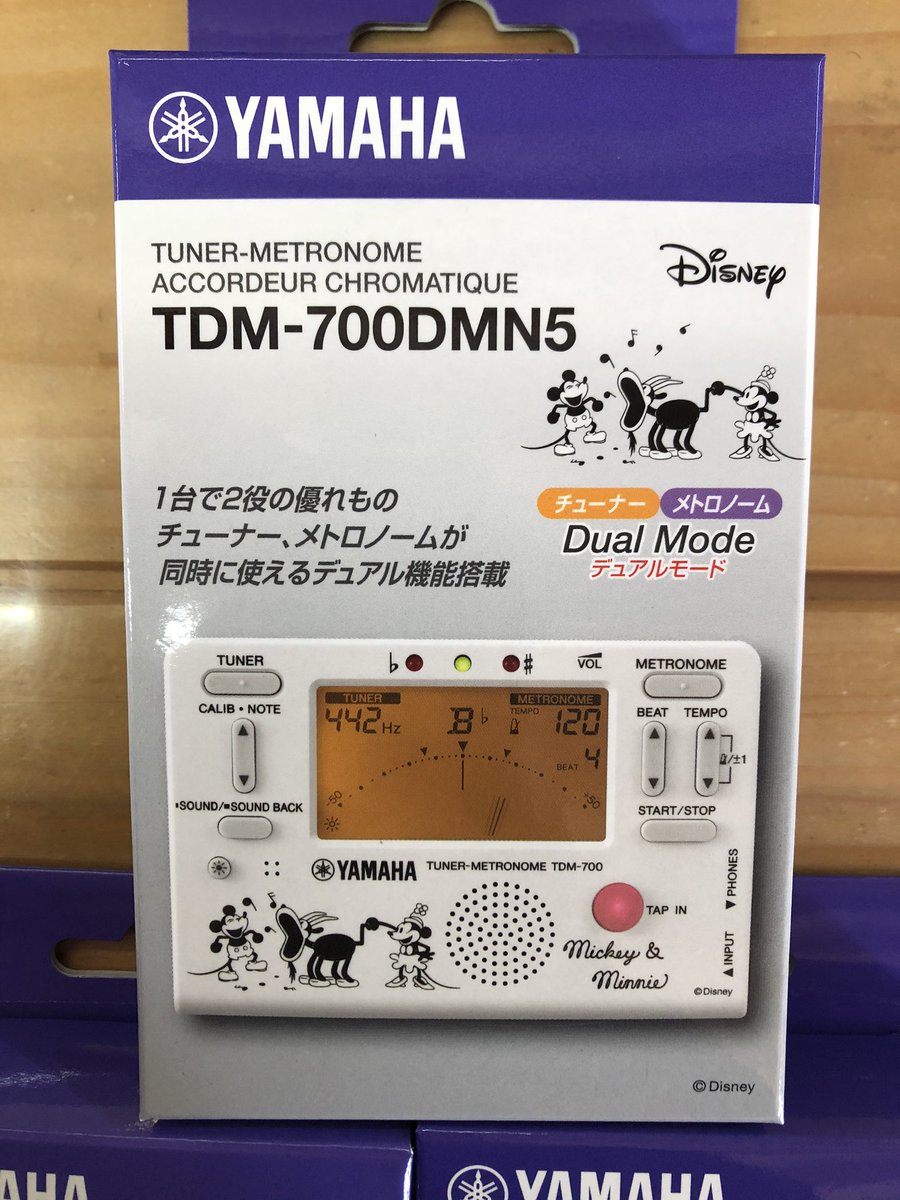 YAMAHA
TUNER-METRONOME
ACCORDEUR CHROMATIQUE
TDM-700DMN5
Disney
1台で2役の優れもの
チューナー、メトロノームが
同時に使えるデュアル機能搭載
チューナー メトロノーム
Dual Mode
デュアルモード
TUNER
♭ ♯
VOL
METRONOME
CALIB・NOTE
BEAT TEMPO
TUNER METRONOME
442Hz B♭ TEMPO 120
BEAT 4
-50 +50
/±1
SOUND/SOUND BACK
START/STOP
YAMAHA TUNER-METRONOME TDM-700
TAP IN
▲INPUT ▼PHONES
Mickey &
Minnie
©Disney
©Disney
AHA
YAMAHA